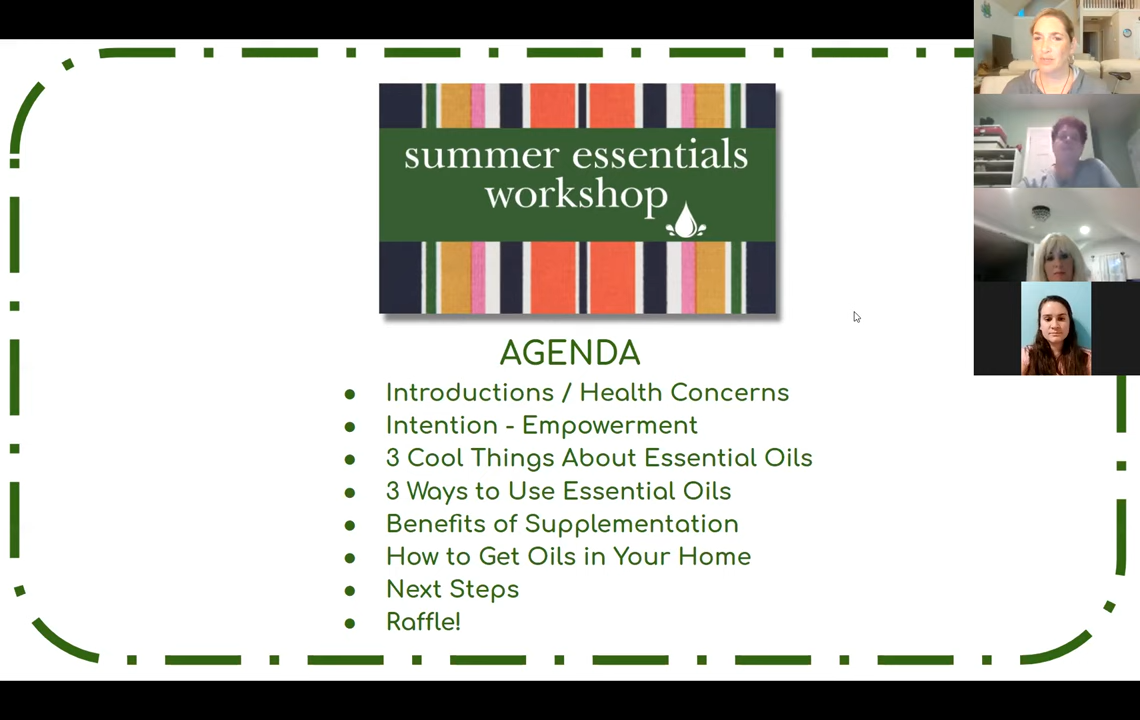 summer essentials
workshop
AGENDA
● Introductions / Health Concerns
● Intention - Empowerment
● 3 Cool Things About Essential Oils
● 3 Ways to Use Essential Oils
● Benefits of Supplementation
● How to Get Oils in Your Home
● Next Steps
● Raffle!